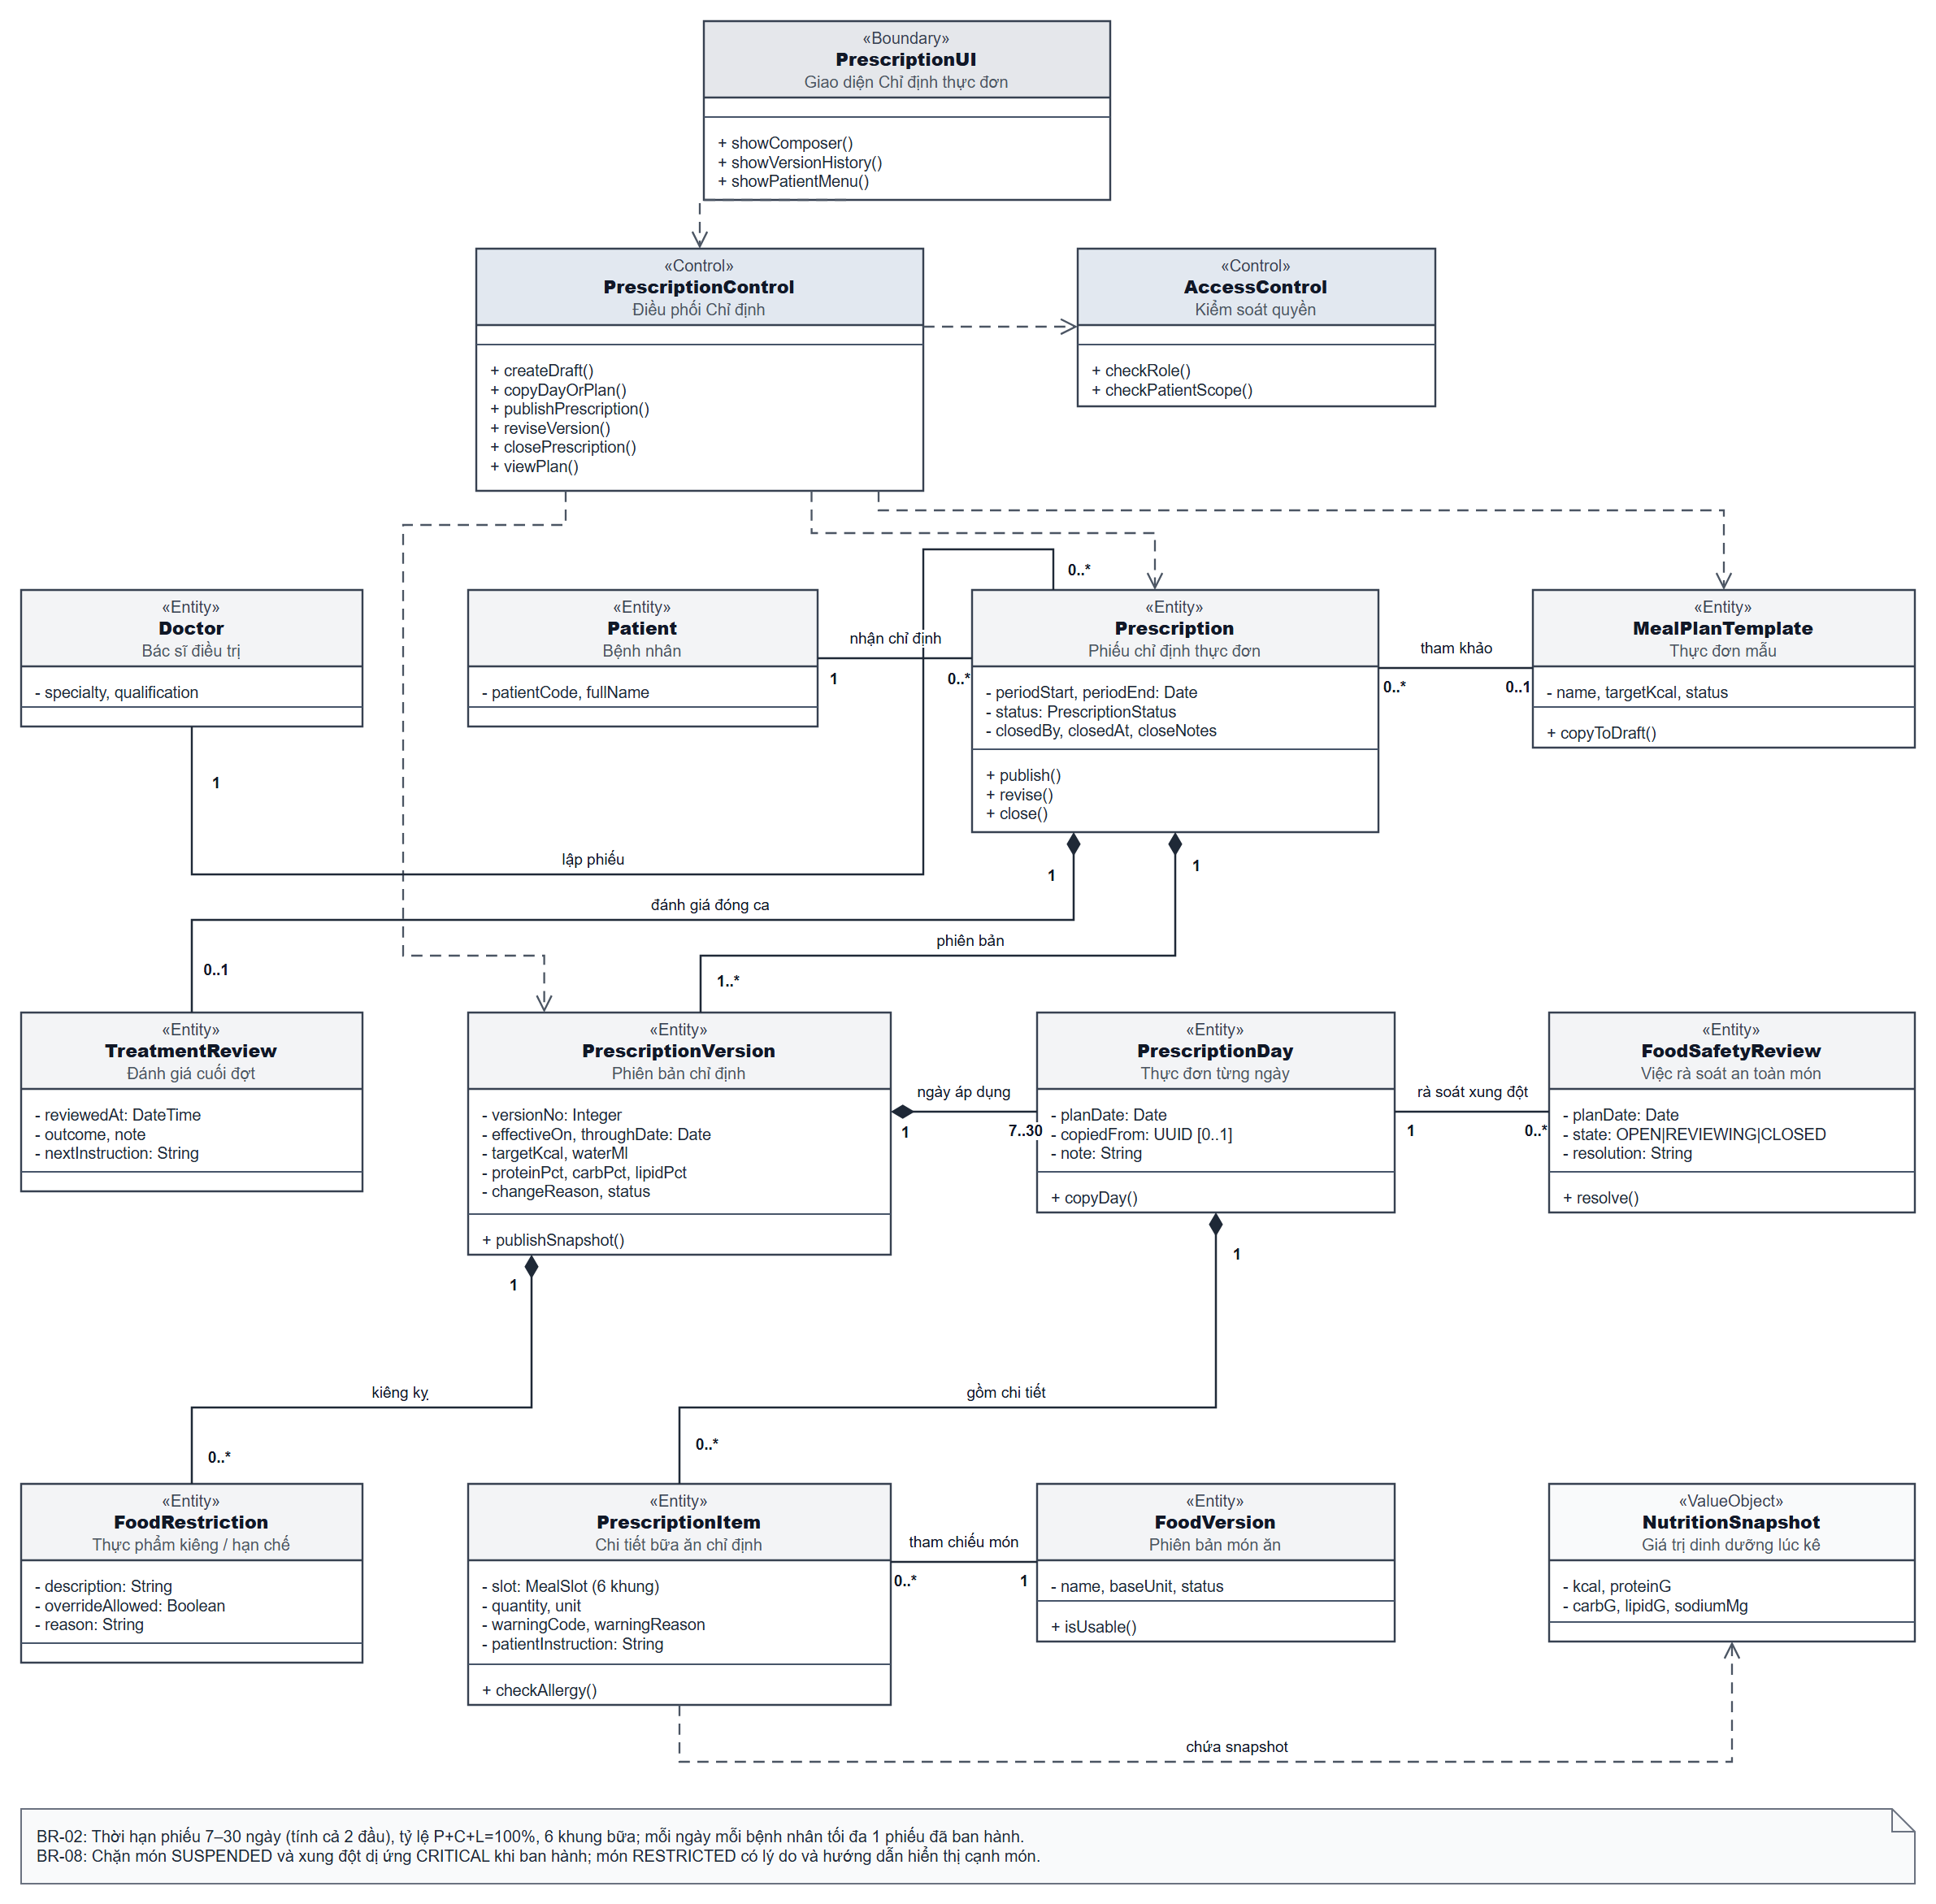 «Boundary»
PrescriptionUI
Giao diện Chỉ định thực đơn
+ showComposer()
+ showVersionHistory()
+ showPatientMenu()
«Control»
PrescriptionControl
Điều phối Chỉ định
+ createDraft()
+ copyDayOrPlan()
+ publishPrescription()
+ reviseVersion()
+ closePrescription()
+ viewPlan()
«Control»
AccessControl
Kiểm soát quyền
+ checkRole()
+ checkPatientScope()
«Entity»
Doctor
Bác sĩ điều trị
- specialty, qualification
«Entity»
Patient
Bệnh nhân
- patientCode, fullName
nhận chỉ định
1
0..*
0..*
«Entity»
Prescription
Phiếu chỉ định thực đơn
- periodStart, periodEnd: Date
- status: PrescriptionStatus
- closedBy, closedAt, closeNotes
+ publish()
+ revise()
+ close()
tham khảo
0..*
0..1
«Entity»
MealPlanTemplate
Thực đơn mẫu
- name, targetKcal, status
+ copyToDraft()
1
lập phiếu
1
1
đánh giá đóng ca
phiên bản
0..1
1..*
«Entity»
TreatmentReview
Đánh giá cuối đợt
- reviewedAt: DateTime
- outcome, note
- nextInstruction: String
«Entity»
PrescriptionVersion
Phiên bản chỉ định
- versionNo: Integer
- effectiveOn, throughDate: Date
- targetKcal, waterMl
- proteinPct, carbPct, lipidPct
- changeReason, status
+ publishSnapshot()
ngày áp dụng
1
7..30
«Entity»
PrescriptionDay
Thực đơn từng ngày
- planDate: Date
- copiedFrom: UUID [0..1]
- note: String
+ copyDay()
rà soát xung đột
1
0..*
«Entity»
FoodSafetyReview
Việc rà soát an toàn món
- planDate: Date
- state: OPEN|REVIEWING|CLOSED
- resolution: String
+ resolve()
1
1
kiêng kỵ
gồm chi tiết
0..*
0..*
«Entity»
FoodRestriction
Thực phẩm kiêng / hạn chế
- description: String
- overrideAllowed: Boolean
- reason: String
«Entity»
PrescriptionItem
Chi tiết bữa ăn chỉ định
- slot: MealSlot (6 khung)
- quantity, unit
- warningCode, warningReason
- patientInstruction: String
+ checkAllergy()
tham chiếu món
0..*
1
«Entity»
FoodVersion
Phiên bản món ăn
- name, baseUnit, status
+ isUsable()
«ValueObject»
NutritionSnapshot
Giá trị dinh dưỡng lúc kê
- kcal, proteinG
- carbG, lipidG, sodiumMg
chứa snapshot
BR-02: Thời hạn phiếu 7–30 ngày (tính cả 2 đầu), tỷ lệ P+C+L=100%, 6 khung bữa; mỗi ngày mỗi bệnh nhân tối đa 1 phiếu đã ban hành.
BR-08: Chặn món SUSPENDED và xung đột dị ứng CRITICAL khi ban hành; món RESTRICTED có lý do và hướng dẫn hiển thị cạnh món.